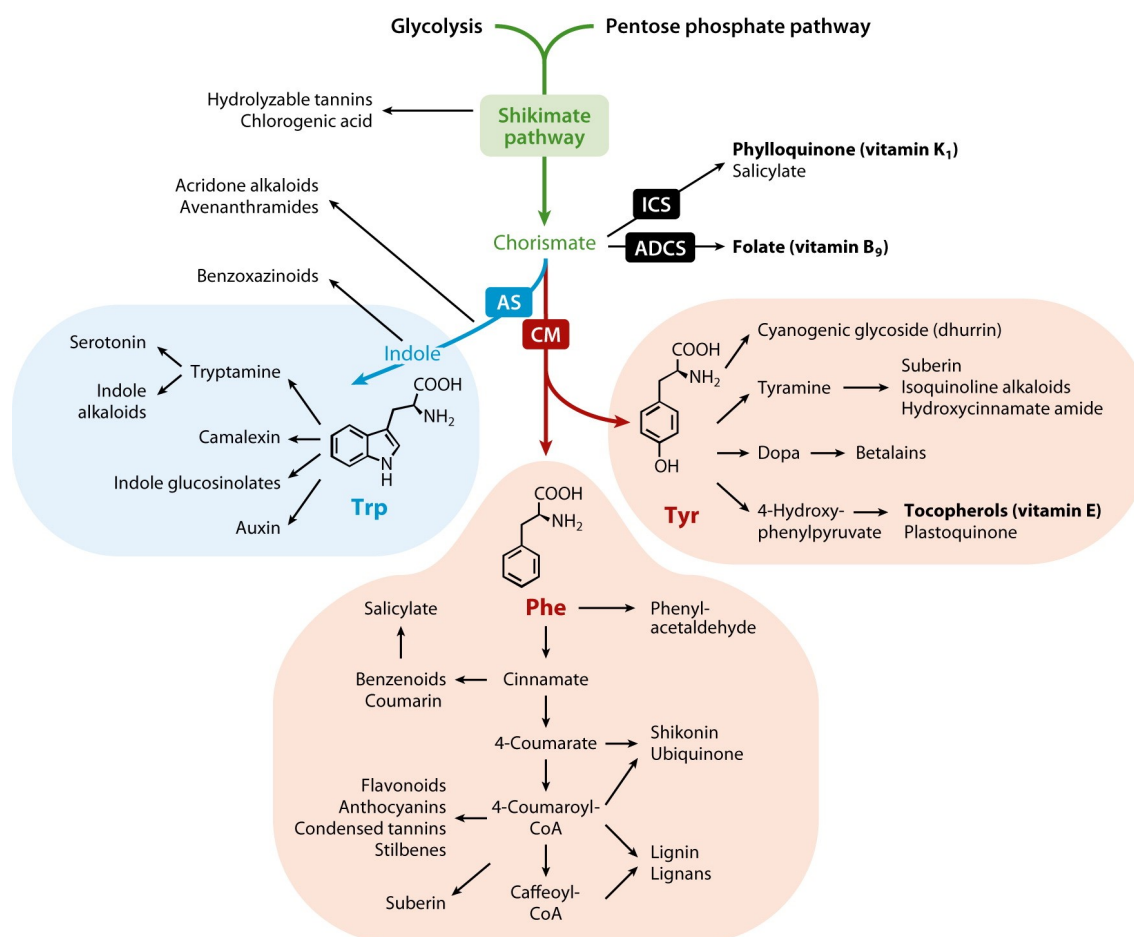 Glycolysis
Pentose phosphate pathway
Hydrolyzable tannins
Chlorogenic acid
Shikimate
pathway
Phylloquinone (vitamin K₁)
Salicylate
ICS
Acridone alkaloids
Avenanthramides
Chorismate
ADCS
Folate (vitamin B₉)
Benzoxazinoids
AS
CM
Indole
Serotonin
Tryptamine
Indole
alkaloids
COOH
NH₂
Camalexin
N
H
Indole glucosinolates
Trp
Auxin
Cyanogenic glycoside (dhurrin)
COOH
NH₂
Tyramine
Suberin
Isoquinoline alkaloids
Hydroxycinnamate amide
OH
Dopa
Betalains
Tyr
4-Hydroxy-
phenylpyruvate
Tocopherols (vitamin E)
Plastoquinone
COOH
NH₂
Phe
Phenyl-
acetaldehyde
Salicylate
Benzenoids
Coumarin
Cinnamate
4-Coumarate
Shikonin
Ubiquinone
Flavonoids
Anthocyanins
Condensed tannins
Stilbenes
4-Coumaroyl-
CoA
Lignin
Lignans
Suberin
Caffeoyl-
CoA